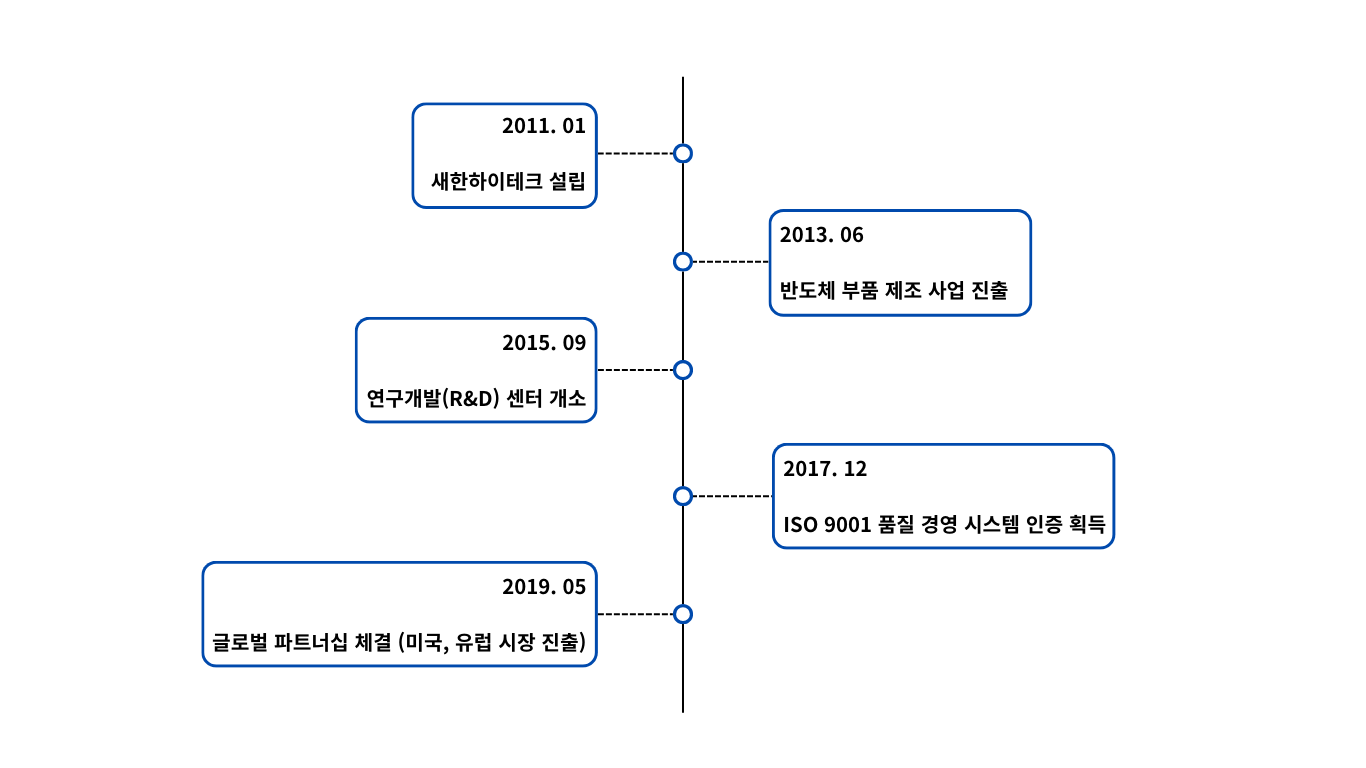 2011. 01
새한하이테크 설립
2013. 06
반도체 부품 제조 사업 진출
2015. 09
연구개발(R&D) 센터 개소
2017. 12
ISO 9001 품질 경영 시스템 인증 획득
2019. 05
글로벌 파트너십 체결 (미국, 유럽 시장 진출)